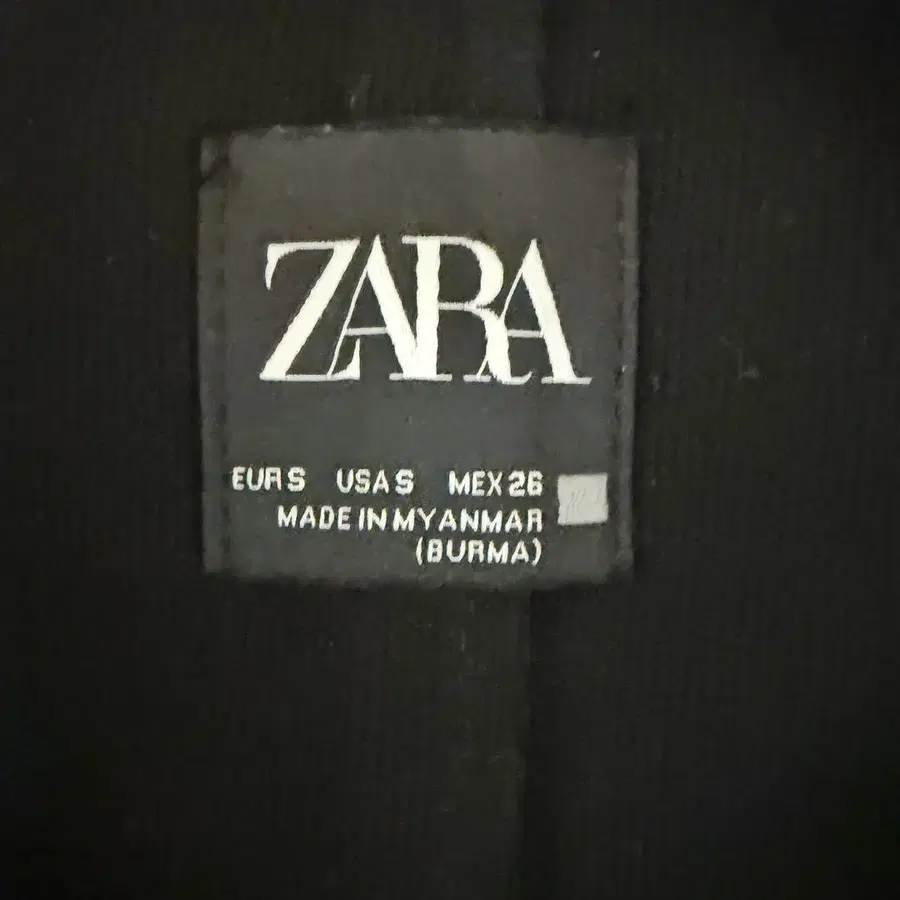 ZARA
EUR S USA S MEX 26
MADE IN MYANMAR
(BURMA)